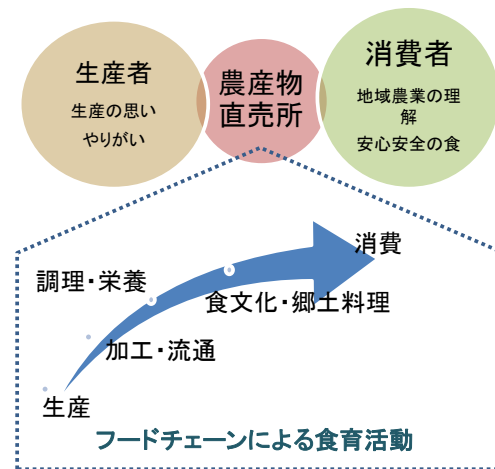 生産者
生産の思い
やりがい
農産物
直売所
消費者
地域農業の理
解
安心安全の食
消費
調理・栄養
食文化・郷土料理
加工・流通
生産
フードチェーンによる食育活動